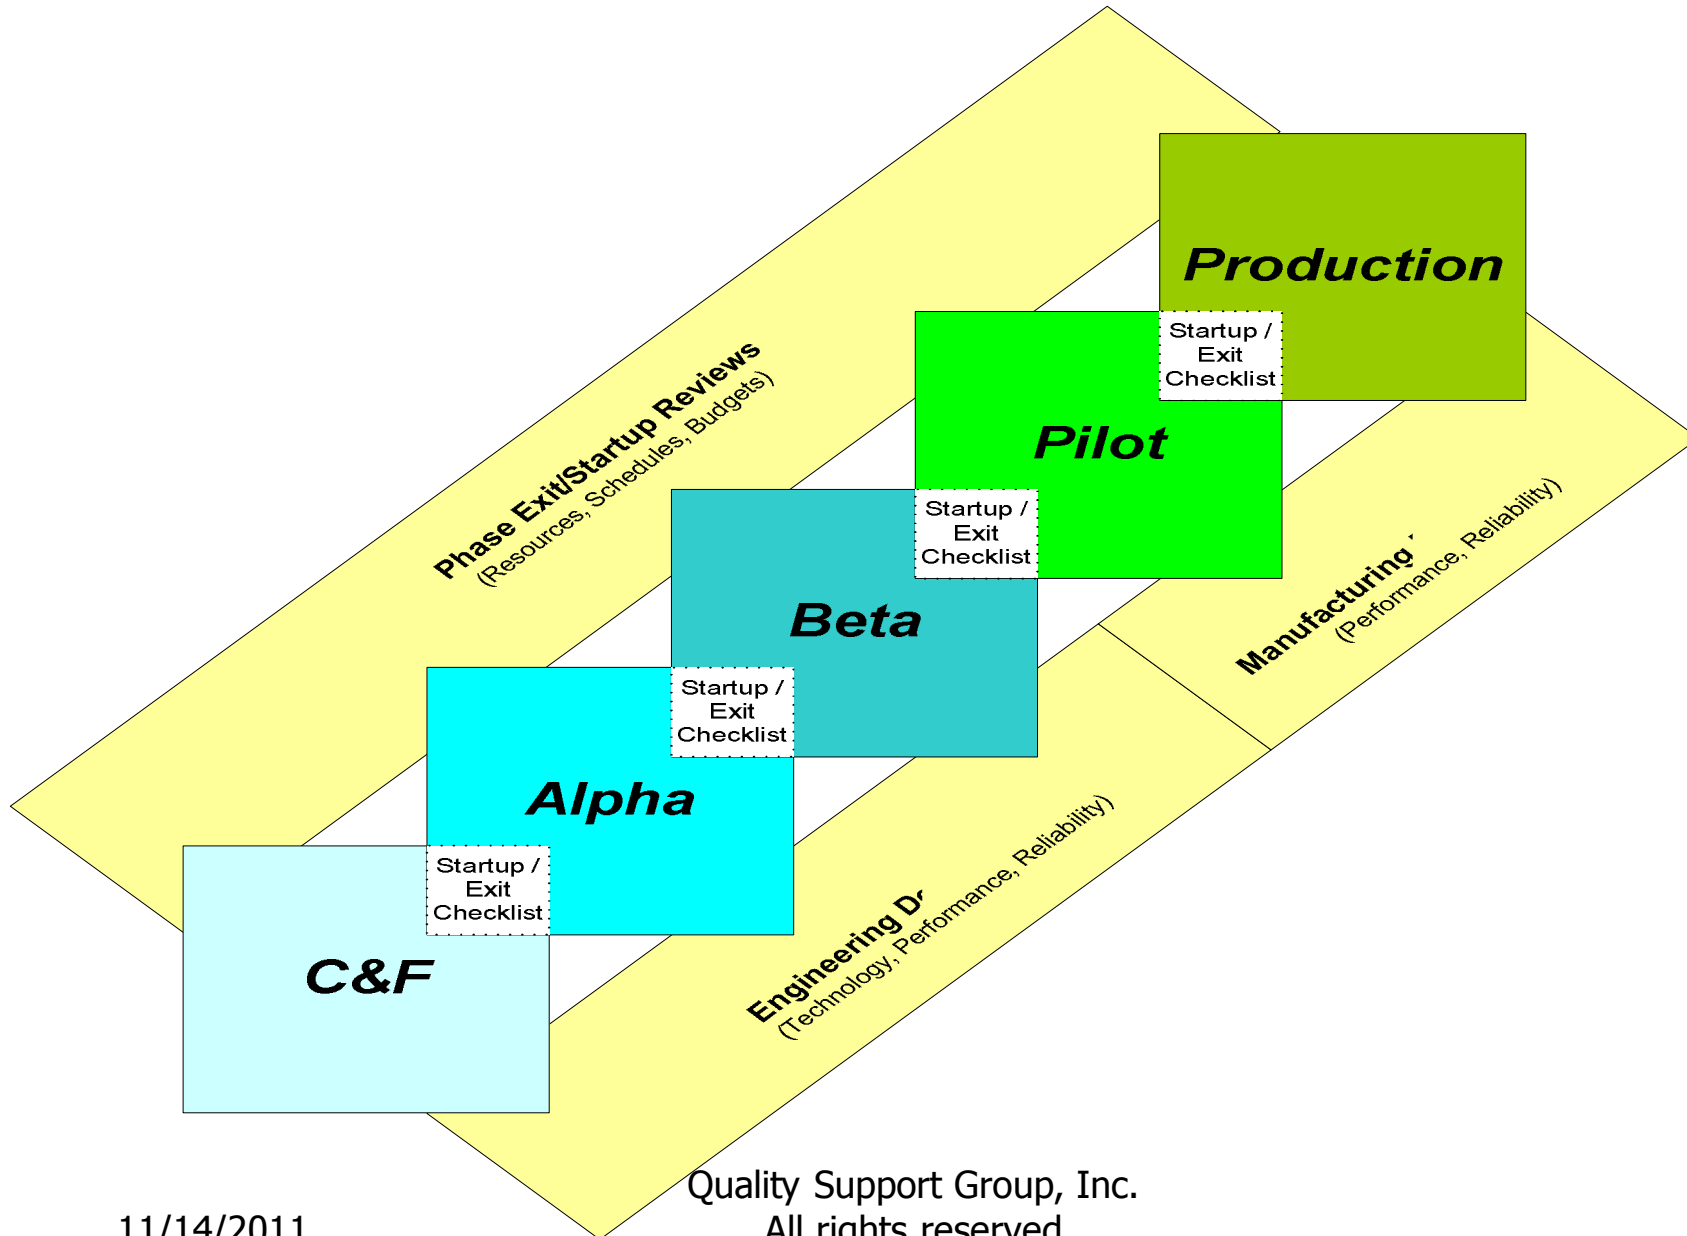 Production
Startup /
Exit
Checklist
Pilot
Phase Exit/Startup Reviews
(Resources, Schedules, Budgets)
Startup /
Exit
Checklist
Manufacturing
(Performance, Reliability)
Beta
Startup /
Exit
Checklist
Alpha
Startup /
Exit
Checklist
Engineering
(Technology, Performance, Reliability)
C&F
Quality Support Group, Inc.
11/14/2011
All rights reserved